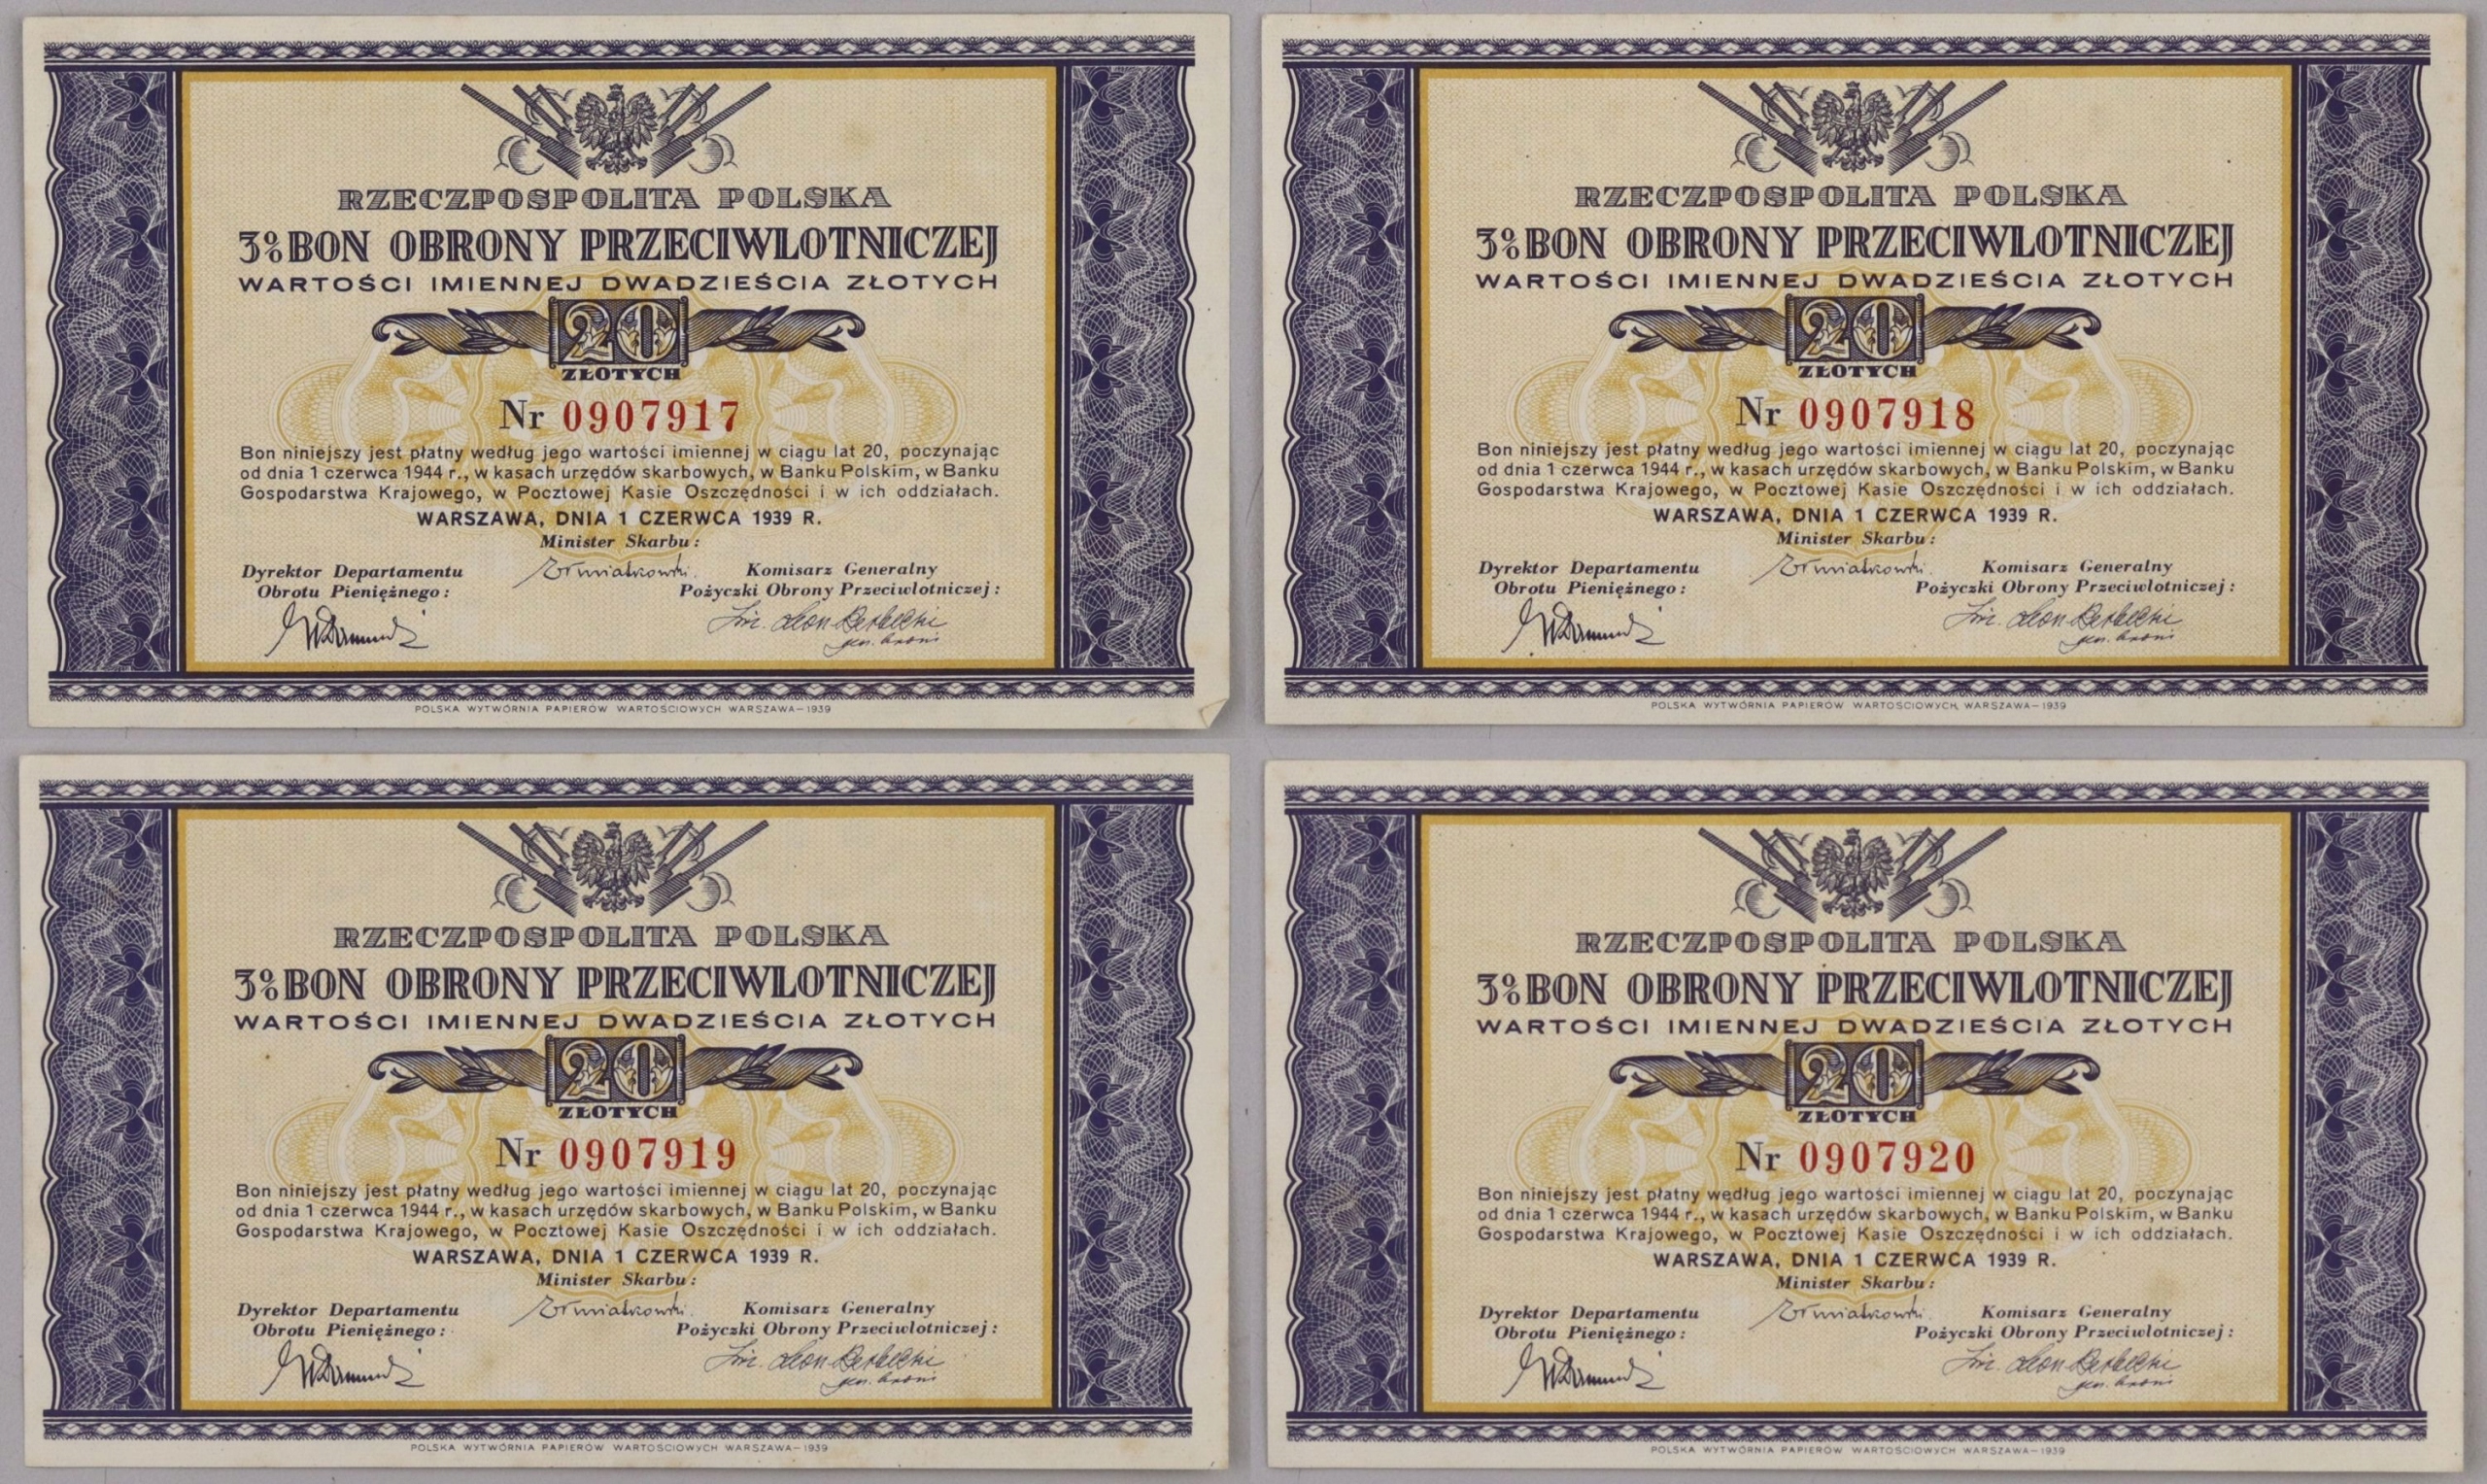 RZECZPOSPOLITA POLSKA
3% BON OBRONY PRZECIWLOTNICZEJ
WARTOŚCI IMIENNEJ DWADZIEŚCIA ZŁOTYCH
20
ZŁOTYCH
Nr 0907917
Bon niniejszy jest płatny według jego wartości imiennej w ciągu lat 20, poczynając
od dnia 1 czerwca 1944 r., w kasach urzędów skarbowych, w Banku Polskim, w Banku
Gospodarstwa Krajowego, w Pocztowej Kasie Oszczędności i w ich oddziałach.
WARSZAWA, DNIA 1 CZERWCA 1939 R.
Minister Skarbu:
Dyrektor Departamentu
Obrotu Pieniężnego:
Komisarz Generalny
Pożyczki Obrony Przeciwlotniczej:
POLSKA WYTWÓRNIA PAPIERÓW WARTOŚCIOWYCH WARSZAWA—1939
RZECZPOSPOLITA POLSKA
3% BON OBRONY PRZECIWLOTNICZEJ
WARTOŚCI IMIENNEJ DWADZIEŚCIA ZŁOTYCH
20
ZŁOTYCH
Nr 0907918
Bon niniejszy jest płatny według jego wartości imiennej w ciągu lat 20, poczynając
od dnia 1 czerwca 1944 r., w kasach urzędów skarbowych, w Banku Polskim, w Banku
Gospodarstwa Krajowego, w Pocztowej Kasie Oszczędności i w ich oddziałach.
WARSZAWA, DNIA 1 CZERWCA 1939 R.
Minister Skarbu:
Dyrektor Departamentu
Obrotu Pieniężnego:
Komisarz Generalny
Pożyczki Obrony Przeciwlotniczej:
POLSKA WYTWÓRNIA PAPIERÓW WARTOŚCIOWYCH, WARSZAWA—1939
RZECZPOSPOLITA POLSKA
3% BON OBRONY PRZECIWLOTNICZEJ
WARTOŚCI IMIENNEJ DWADZIEŚCIA ZŁOTYCH
20
ZŁOTYCH
Nr 0907919
Bon niniejszy jest płatny według jego wartości imiennej w ciągu lat 20, poczynając
od dnia 1 czerwca 1944 r., w kasach urzędów skarbowych, w Banku Polskim, w Banku
Gospodarstwa Krajowego, w Pocztowej Kasie Oszczędności i w ich oddziałach.
WARSZAWA, DNIA 1 CZERWCA 1939 R.
Minister Skarbu:
Dyrektor Departamentu
Obrotu Pieniężnego:
Komisarz Generalny
Pożyczki Obrony Przeciwlotniczej:
POLSKA WYTWÓRNIA PAPIERÓW WARTOŚCIOWYCH WARSZAWA—1939
RZECZPOSPOLITA POLSKA
3% BON OBRONY PRZECIWLOTNICZEJ
WARTOŚCI IMIENNEJ DWADZIEŚCIA ZŁOTYCH
20
ZŁOTYCH
Nr 0907920
Bon niniejszy jest płatny według jego wartości imiennej w ciągu lat 20, poczynając
od dnia 1 czerwca 1944 r., w kasach urzędów skarbowych, w Banku Polskim, w Banku
Gospodarstwa Krajowego, w Pocztowej Kasie Oszczędności i w ich oddziałach.
WARSZAWA, DNIA 1 CZERWCA 1939 R.
Minister Skarbu:
Dyrektor Departamentu
Obrotu Pieniężnego:
Komisarz Generalny
Pożyczki Obrony Przeciwlotniczej:
POLSKA WYTWÓRNIA PAPIERÓW WARTOŚCIOWYCH WARSZAWA—1939